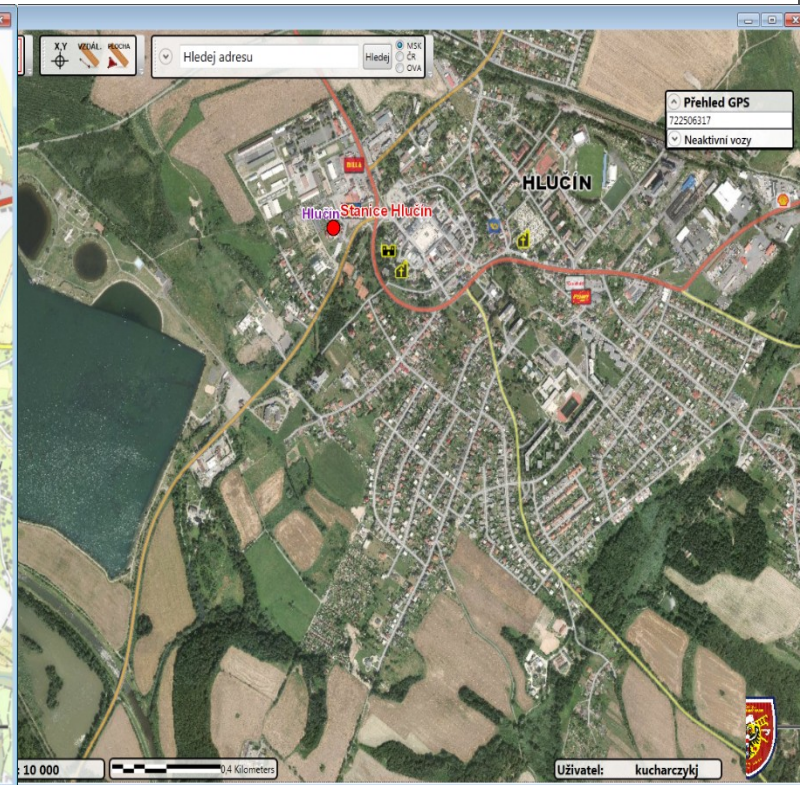 X,Y VZDÁL. PLOCHA
Hledej adresu
Hledej
MSK
ČR
OVA
Přehled GPS
722506317
Neaktivní vozy
BILLA
HLUČÍN
Hlučín
Stanice Hlučín
: 10 000
0,4 Kilometers
Uživatel: kucharczykj